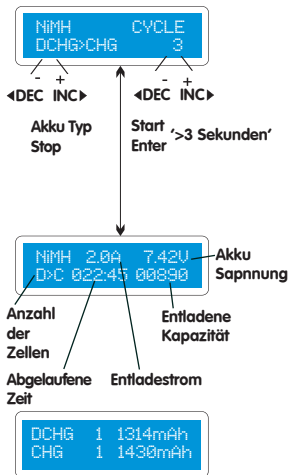 NiMH CYCLE
DCHG>CHG 3
- + - +
◀DEC INC▶ ◀DEC INC▶
Akku Typ
Stop
Start
Enter
'>3 Sekunden'
NiMH 2.0A 7.42V
D>C 022:45 00890
Akku
Sapnnung
Anzahl
der
Zellen
Entladene
Kapazität
Abgelaufene
Zeit
Entladestrom
DCHG 1 1314mAh
CHG 1 1430mAh